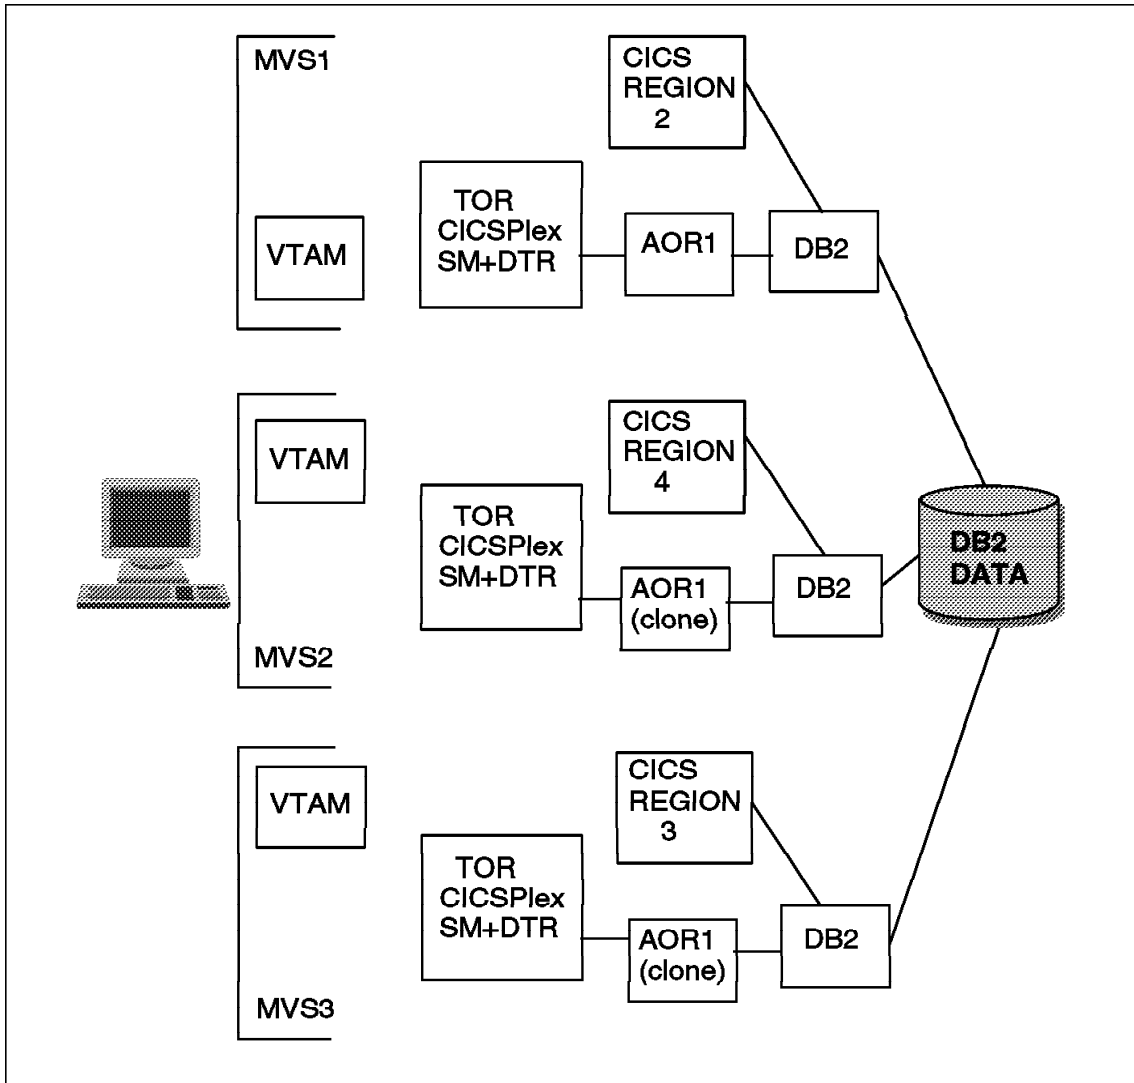 MVS1
VTAM
TOR
CICSPlex
SM+DTR
CICS
REGION
2
AOR1
DB2
VTAM
MVS2
TOR
CICSPlex
SM+DTR
CICS
REGION
4
AOR1
(clone)
DB2
DB2
DATA
VTAM
MVS3
TOR
CICSPlex
SM+DTR
CICS
REGION
3
AOR1
(clone)
DB2